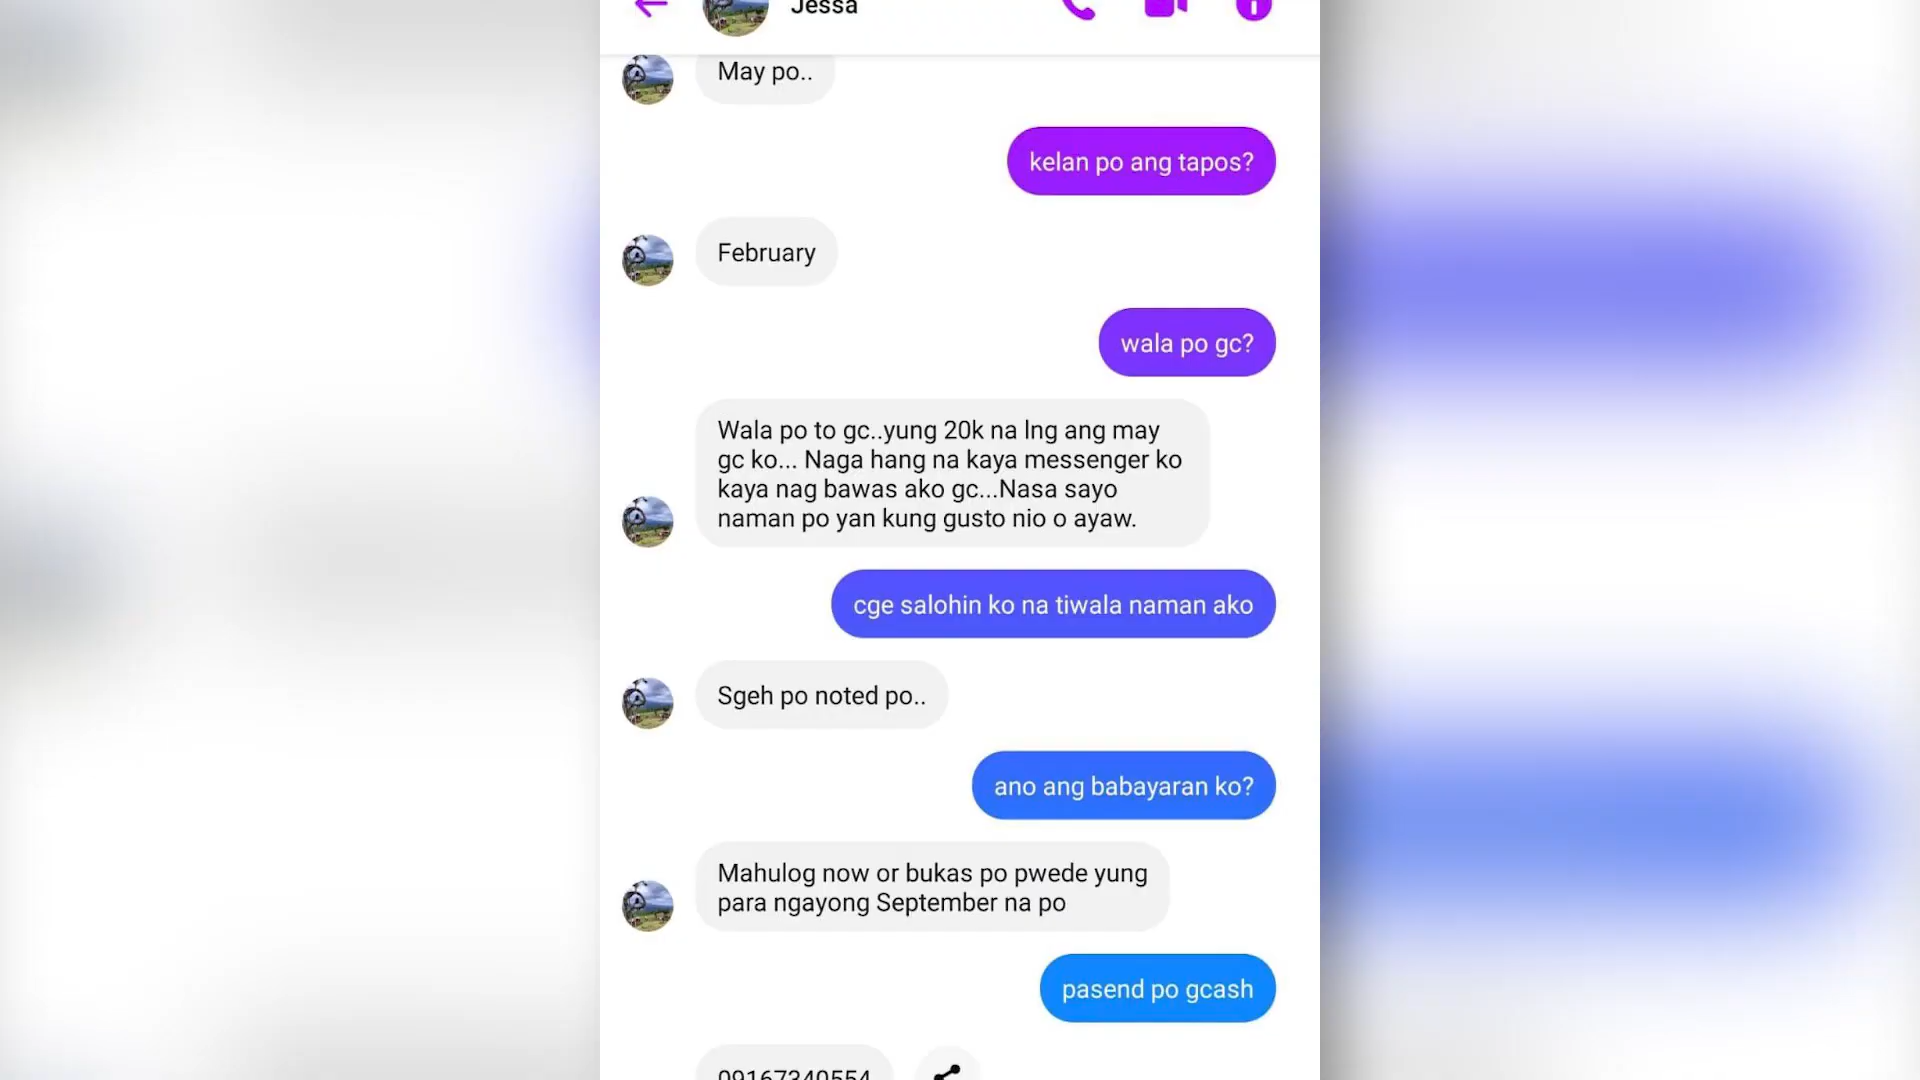 Jessa
May po..
kelan po ang tapos?
February
wala po gc?
Wala po to gc..yung 20k na lng ang may
gc ko... Naga hang na kaya messenger ko
kaya nag bawas ako gc...Nasa sayo
naman po yan kung gusto nio o ayaw.
cge salohin ko na tiwala naman ako
Sgeh po noted po..
ano ang babayaran ko?
Mahulog now or bukas po pwede yung
para ngayong September na po
pasend po gcash
09167340554